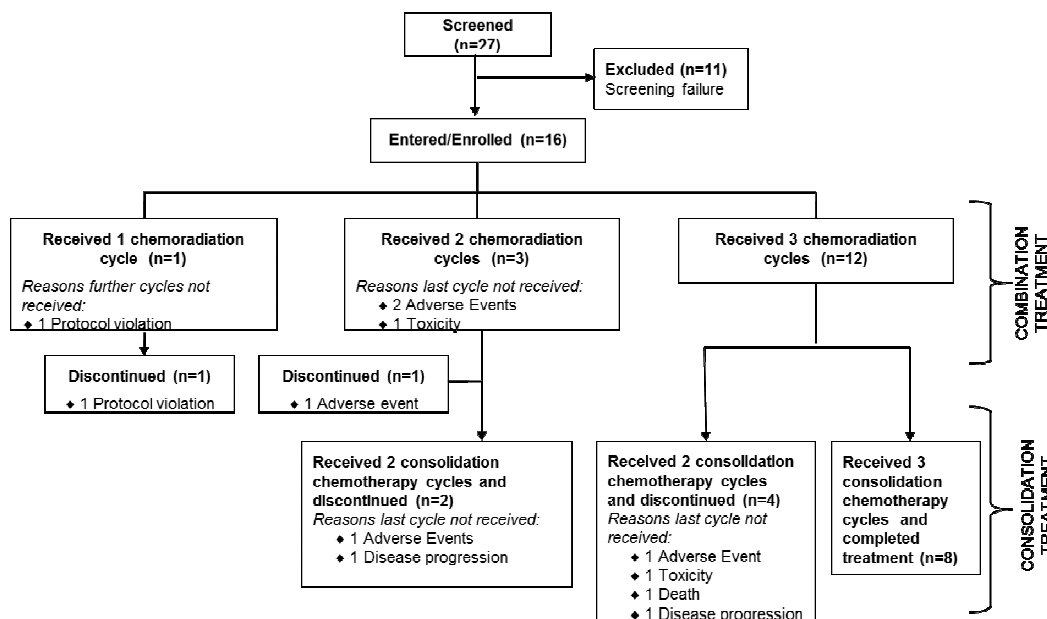 Screened
(n=27)
Excluded (n=11)
Screening failure
Entered/Enrolled (n=16)
Received 1 chemoradiation
cycle (n=1)
Reasons further cycles not
received:
◆ 1 Protocol violation
Received 2 chemoradiation
cycles (n=3)
Reasons last cycle not received:
◆ 2 Adverse Events
◆ 1 Toxicity
Received 3 chemoradiation
cycles (n=12)
COMBINATION
TREATMENT
Discontinued (n=1)
◆ 1 Protocol violation
Discontinued (n=1)
◆ 1 Adverse event
Received 2 consolidation
chemotherapy cycles and
discontinued (n=2)
Reasons last cycle not received:
◆ 1 Adverse Events
◆ 1 Disease progression
Received 2 consolidation
chemotherapy cycles
and discontinued (n=4)
Reasons last cycle not
received:
◆ 1 Adverse Event
◆ 1 Toxicity
◆ 1 Death
◆ 1 Disease progression
Received 3
consolidation
chemotherapy
cycles and
completed
treatment (n=8)
CONSOLIDATION
TREATMENT